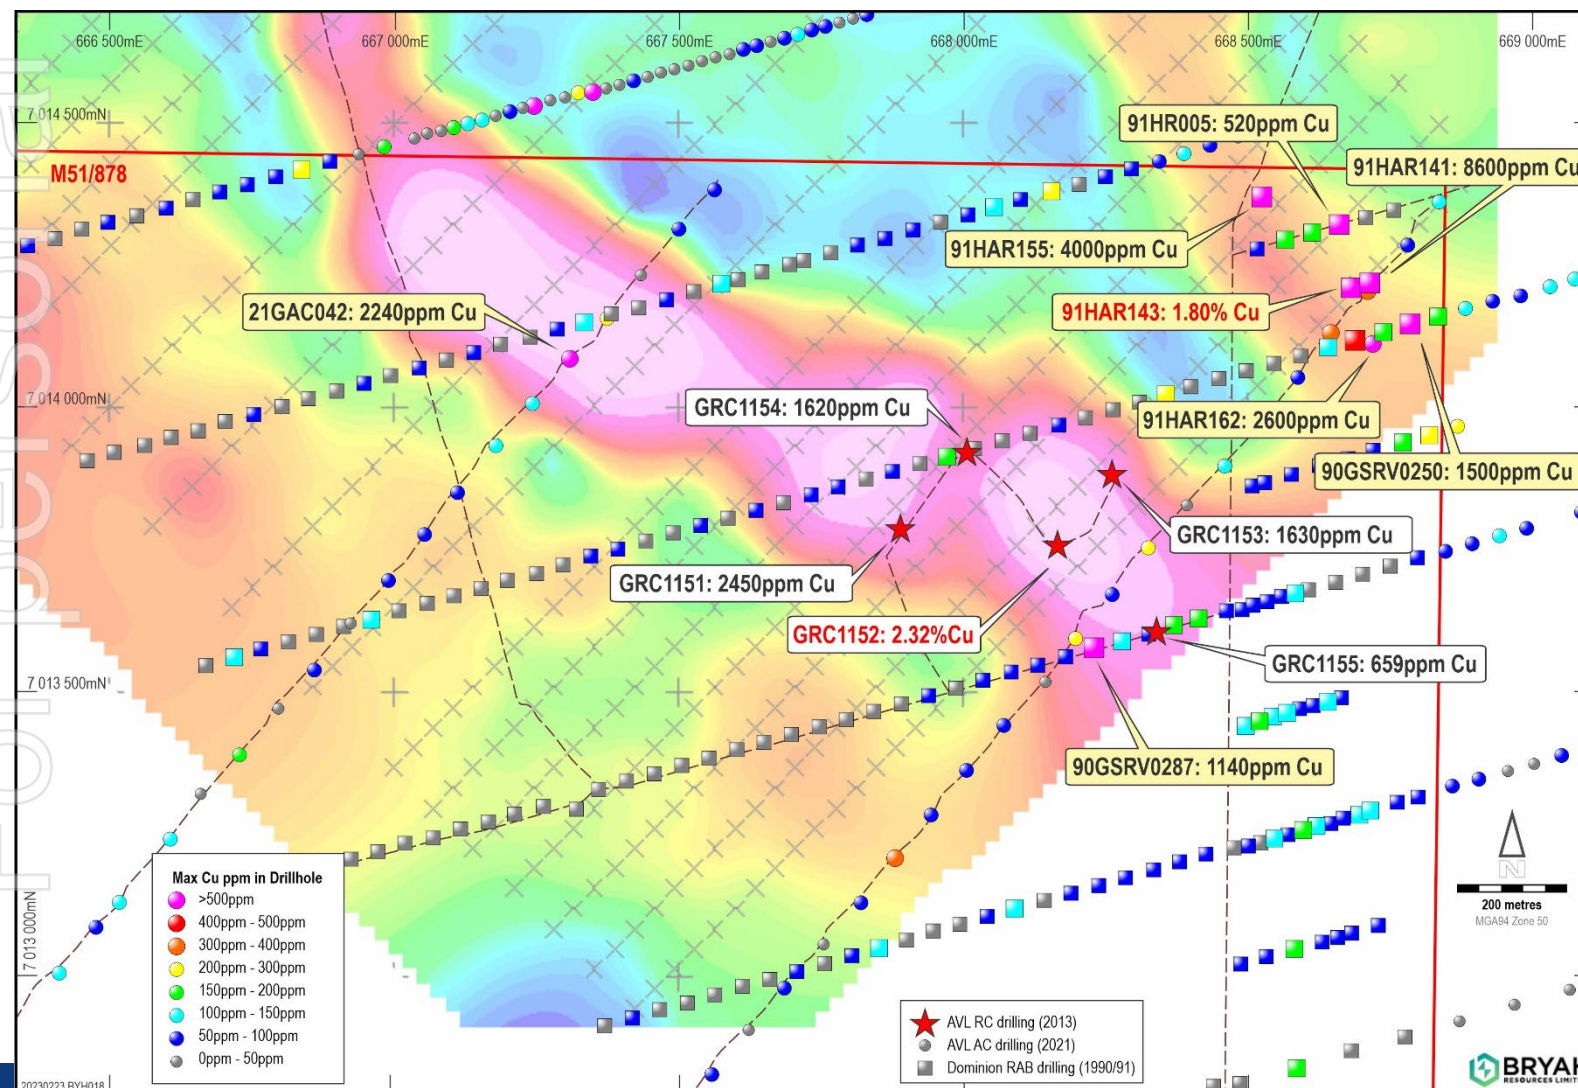 666 500mE
667 000mE
667 500mE
668 000mE
668 500mE
669 000mE
7 014 500mN
91HR005: 520ppm Cu
M51/878
91HAR141: 8600ppm Cu
91HAR155: 4000ppm Cu
21GAC042: 2240ppm Cu
91HAR143: 1.80% Cu
7 014 000mN
GRC1154: 1620ppm Cu
91HAR162: 2600ppm Cu
90GSRV0250: 1500ppm Cu
GRC1153: 1630ppm Cu
GRC1151: 2450ppm Cu
GRC1152: 2.32%Cu
GRC1155: 659ppm Cu
7 013 500mN
90GSRV0287: 1140ppm Cu
7 013 000mN
For personal
Max Cu ppm in Drillhole
>500ppm
400ppm - 500ppm
300ppm - 400ppm
200ppm - 300ppm
150ppm - 200ppm
100ppm - 150ppm
50ppm - 100ppm
0ppm - 50ppm
AVL RC drilling (2013)
AVL AC drilling (2021)
Dominion RAB drilling (1990/91)
N
200 metres
MGA94 Zone 50
BRYAH
RESOURCES LIMITE
20230223 BYH018